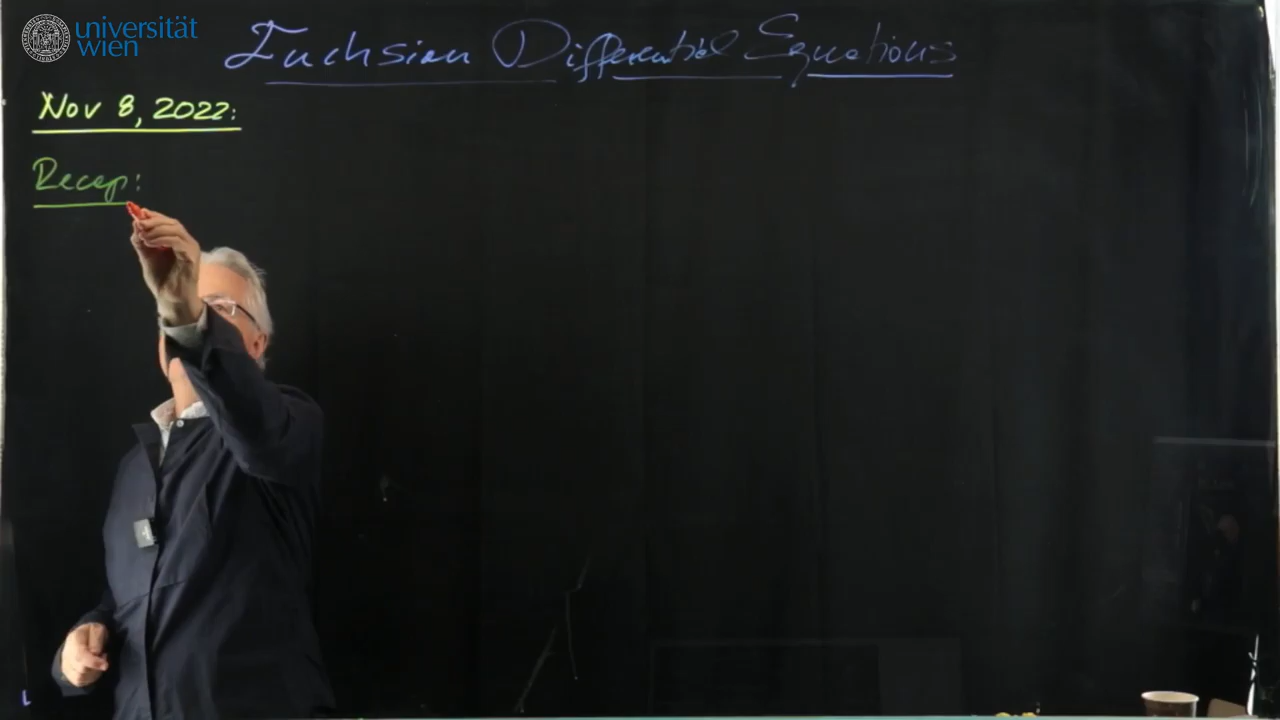 universität
wien
Fuchsian Differential Equations
Nov 8, 2022:
Recap: